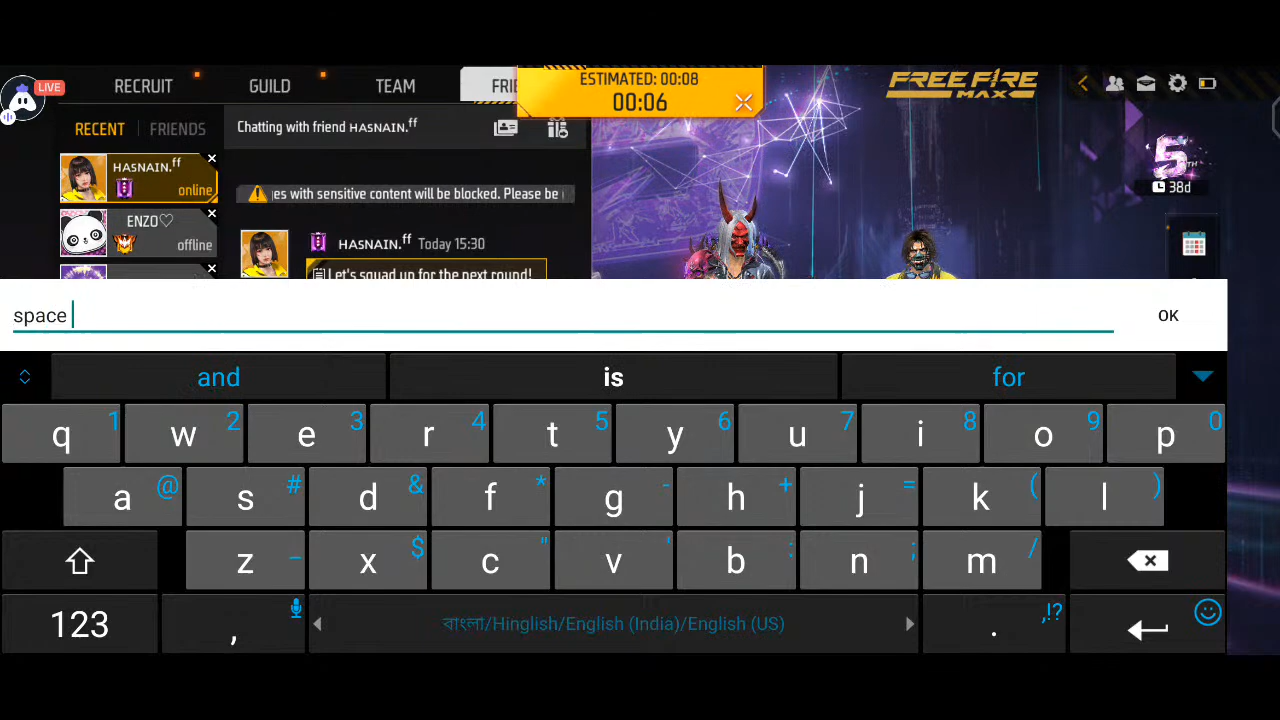 LIVE
RECRUIT
GUILD
TEAM
FRIE
ESTIMATED: 00:08
00:06
FREE FIRE
MAX
RECENT
FRIENDS
Chatting with friend HASNAIN.ff
HASNAIN.ff
online
ges with sensitive content will be blocked. Please be
5TH
38d
ENZO♡
offline
HASNAIN.ff Today 15:30
Let's squad up for the next round!
space
OK
and
is
for
q 1 w 2 e 3 r 4 t 5 y 6 u 7 i 8 o 9 p 0
a @ s # d & f * g - h + j = k ( l )
z _ x $ c " v ' b : n ; m /
123 , বাংলা/Hinglish/English (India)/English (US) . ,!?